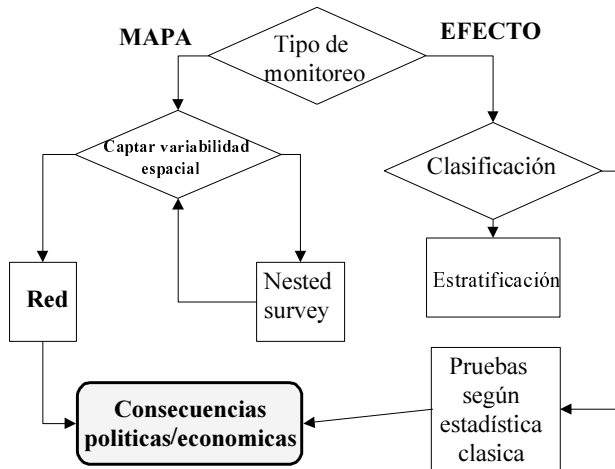 MAPA
Tipo de
monitoreo
EFECTO
Captar variabilidad
espacial
Clasificación
Red
Nested
survey
Estratificación
Consecuencias
politicas/economicas
Pruebas
según
estadística
clasica